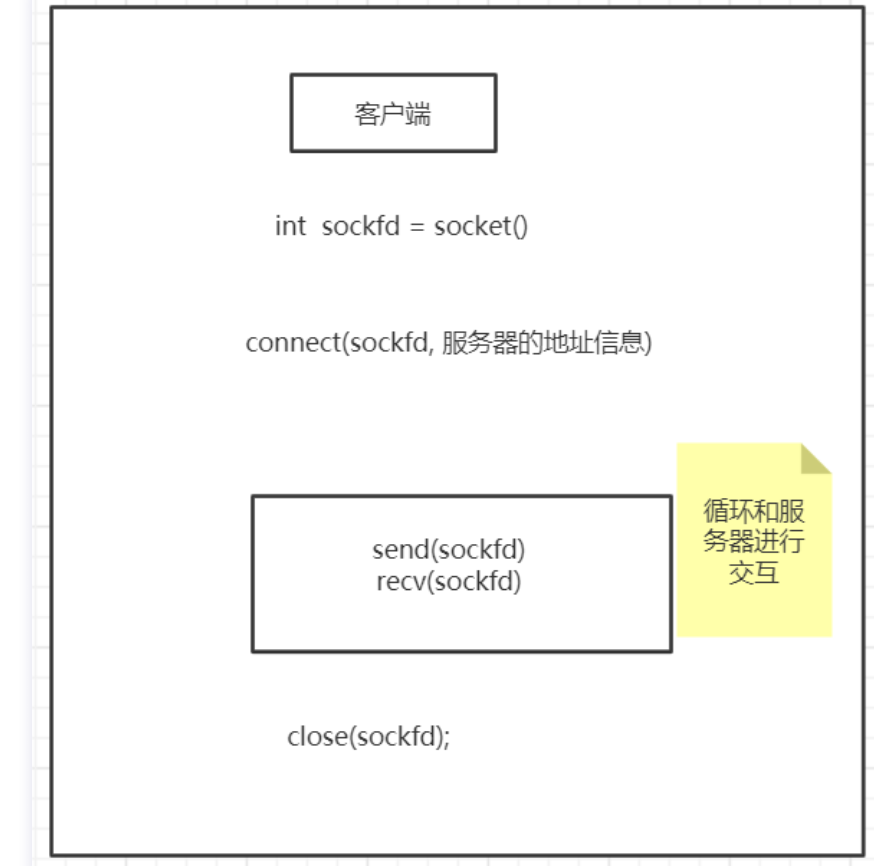 客户端
int  sockfd = socket()
connect(sockfd, 服务器的地址信息)
send(sockfd)
recv(sockfd)
循环和服
务器进行
交互
close(sockfd);